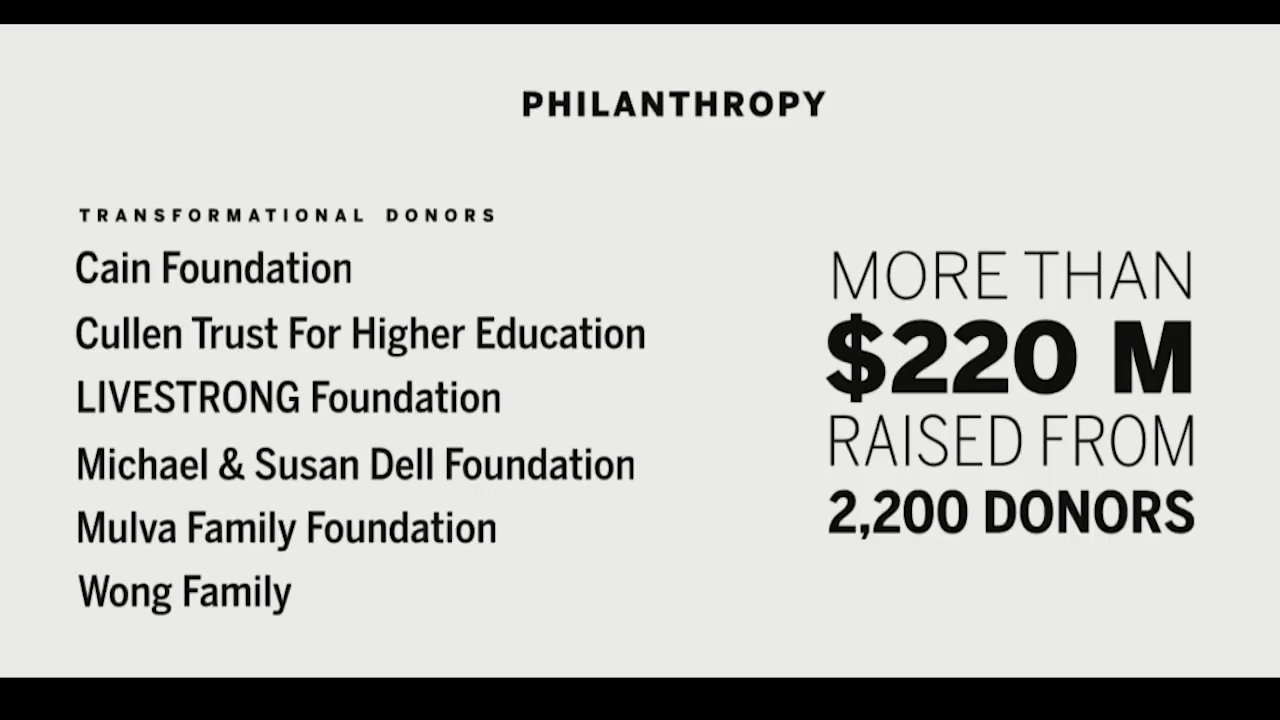 PHILANTHROPY
TRANSFORMATIONAL DONORS
Cain Foundation
Cullen Trust For Higher Education
LIVESTRONG Foundation
Michael & Susan Dell Foundation
Mulva Family Foundation
Wong Family
MORE THAN
$220 M
RAISED FROM
2,200 DONORS